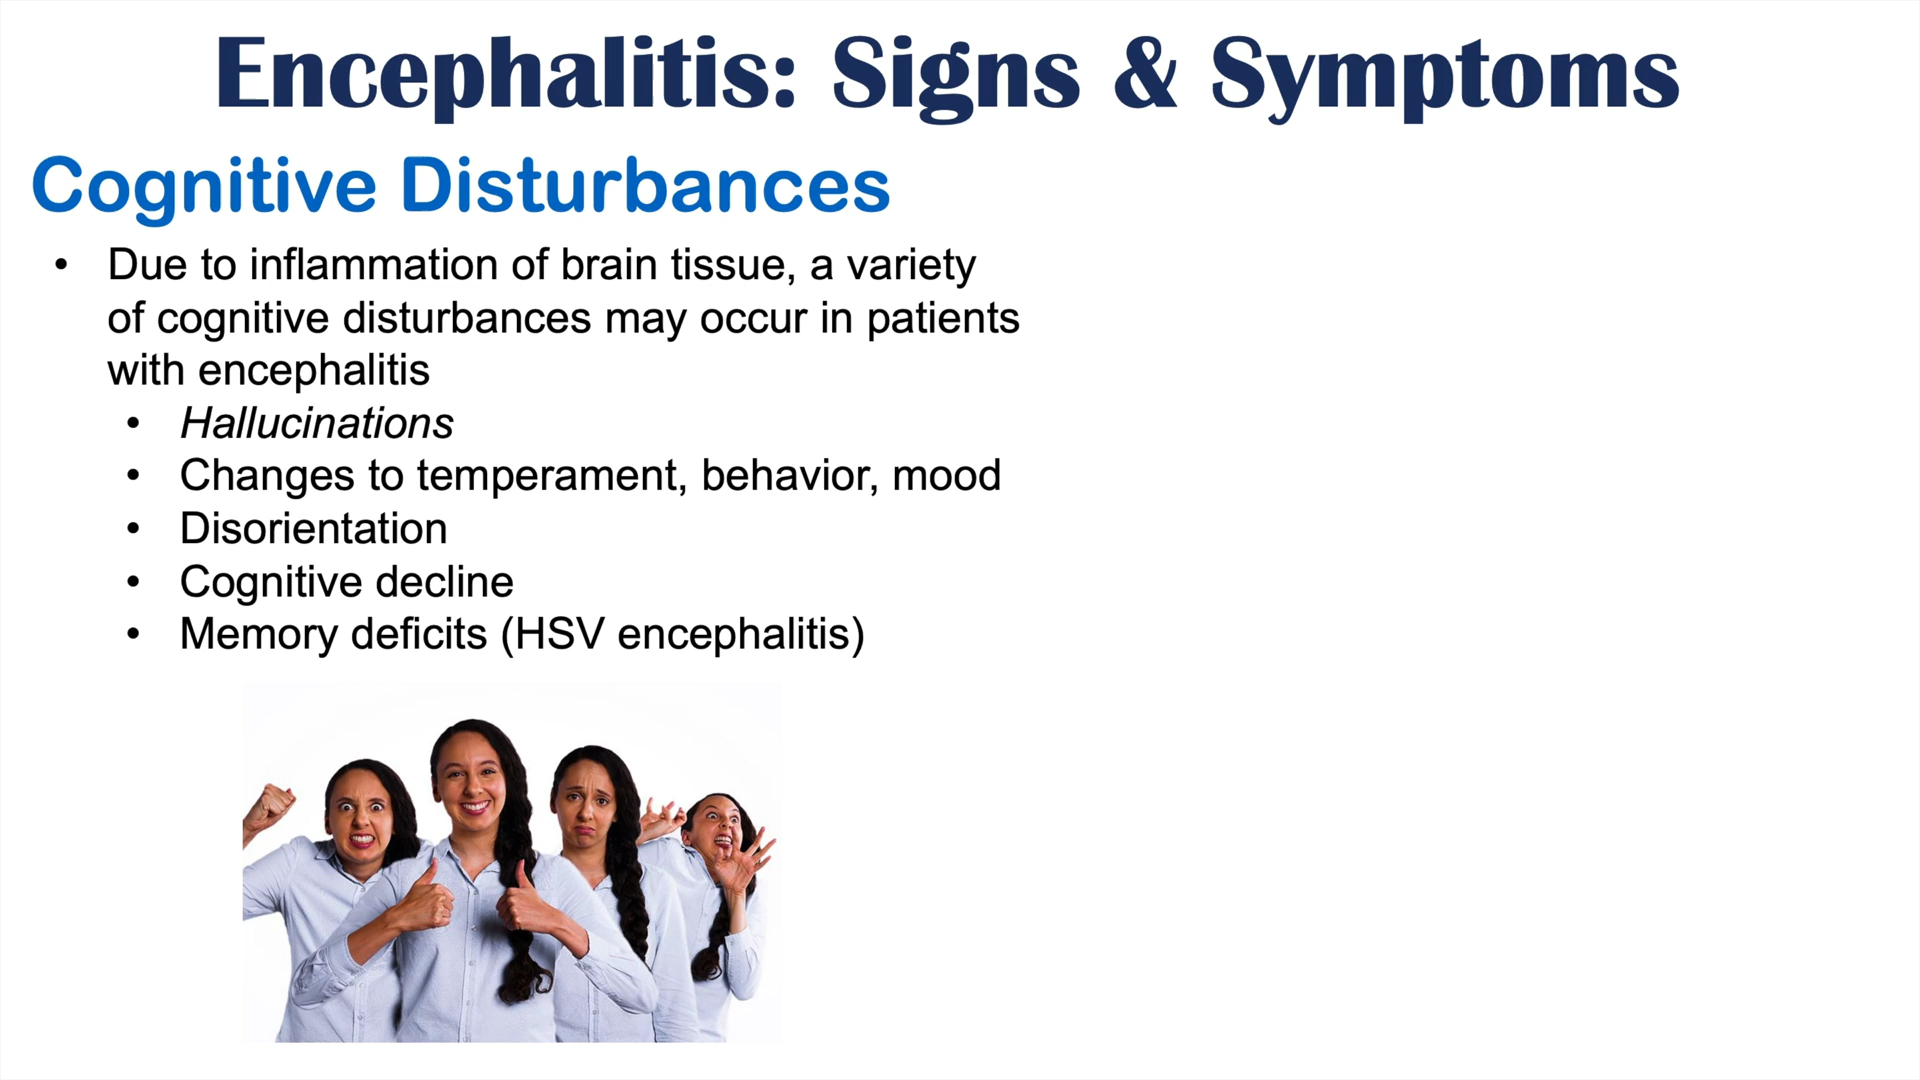 Encephalitis: Signs & Symptoms
Cognitive Disturbances
• Due to inflammation of brain tissue, a variety
of cognitive disturbances may occur in patients
with encephalitis
• Hallucinations
• Changes to temperament, behavior, mood
• Disorientation
• Cognitive decline
• Memory deficits (HSV encephalitis)